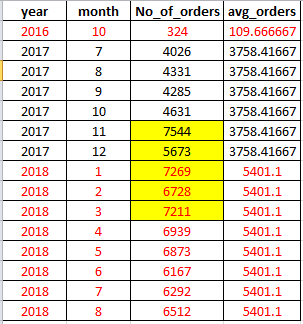 year month No_of_orders avg_orders
2016 10 324 109.666667
2017 7 4026 3758.41667
2017 8 4331 3758.41667
2017 9 4285 3758.41667
2017 10 4631 3758.41667
2017 11 7544 3758.41667
2017 12 5673 3758.41667
2018 1 7269 5401.1
2018 2 6728 5401.1
2018 3 7211 5401.1
2018 4 6939 5401.1
2018 5 6873 5401.1
2018 6 6167 5401.1
2018 7 6292 5401.1
2018 8 6512 5401.1